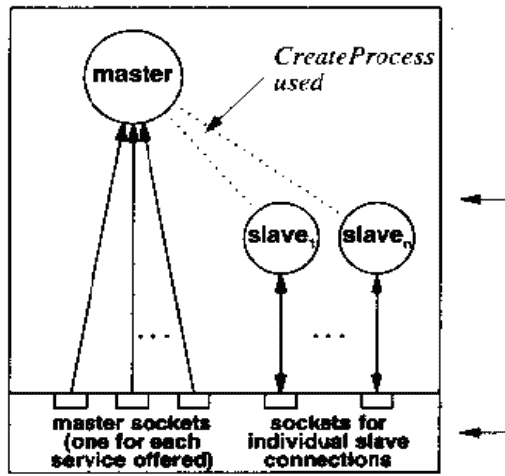 master
CreateProcess
used
slave₁
slaveₙ
. . .
. . .
master sockets
(one for each
service offered)
sockets for
individual slave
connections